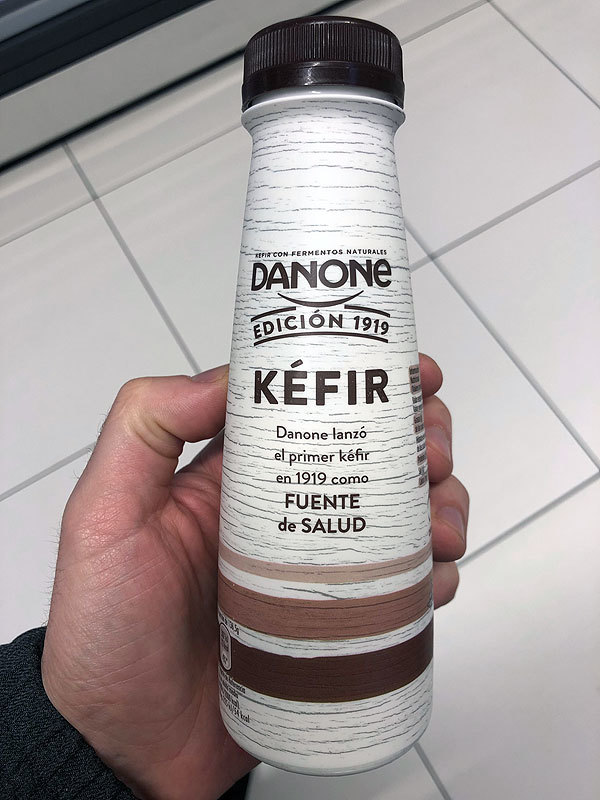 KÉFIR CON FERMENTOS NATURALES
DANONE
EDICIÓN 1919
KÉFIR
Danone lanzó
el primer kéfir
en 1919 como
FUENTE
de SALUD
kcal